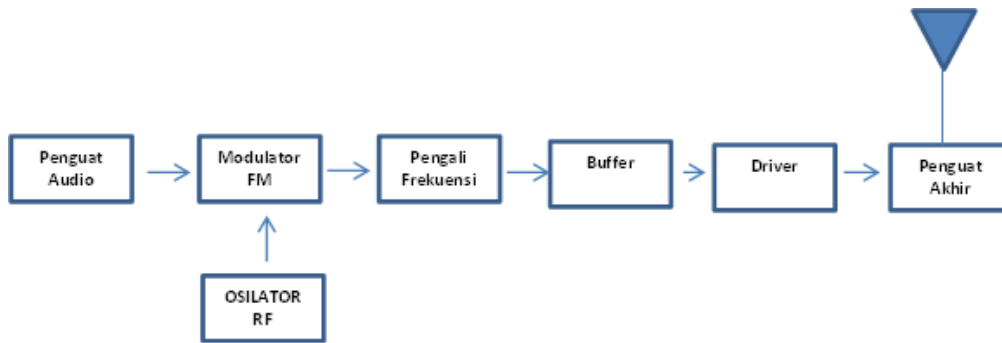 Penguat
Audio
Modulator
FM
Pengali
Frekuensi
Buffer
Driver
Penguat
Akhir
OSILATOR
RF